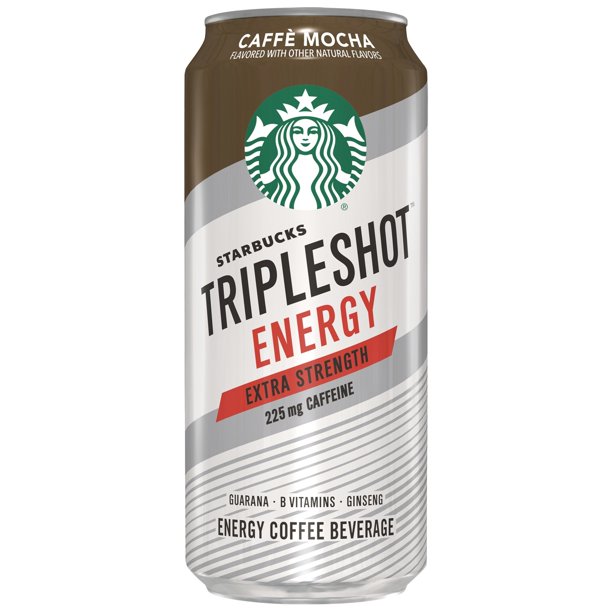 CAFFÈ MOCHA
FLAVORED WITH OTHER NATURAL FLAVORS
®
STARBUCKS
TRIPLESHOT™
ENERGY
EXTRA STRENGTH
225 mg CAFFEINE
GUARANA · B VITAMINS · GINSENG
ENERGY COFFEE BEVERAGE